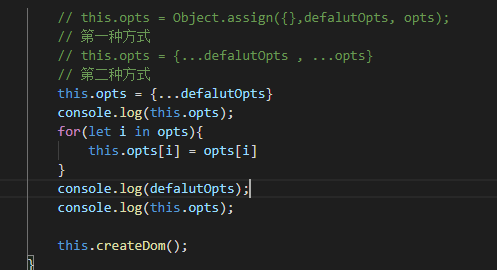 // this.opts = Object.assign({},defalutOpts, opts);
// 第一种方式
// this.opts = {...defalutOpts , ...opts}
// 第二种方式
this.opts = {...defalutOpts}
console.log(this.opts);
for(let i in opts){
this.opts[i] = opts[i]
}
console.log(defalutOpts);
console.log(this.opts);
this.createDom();
}